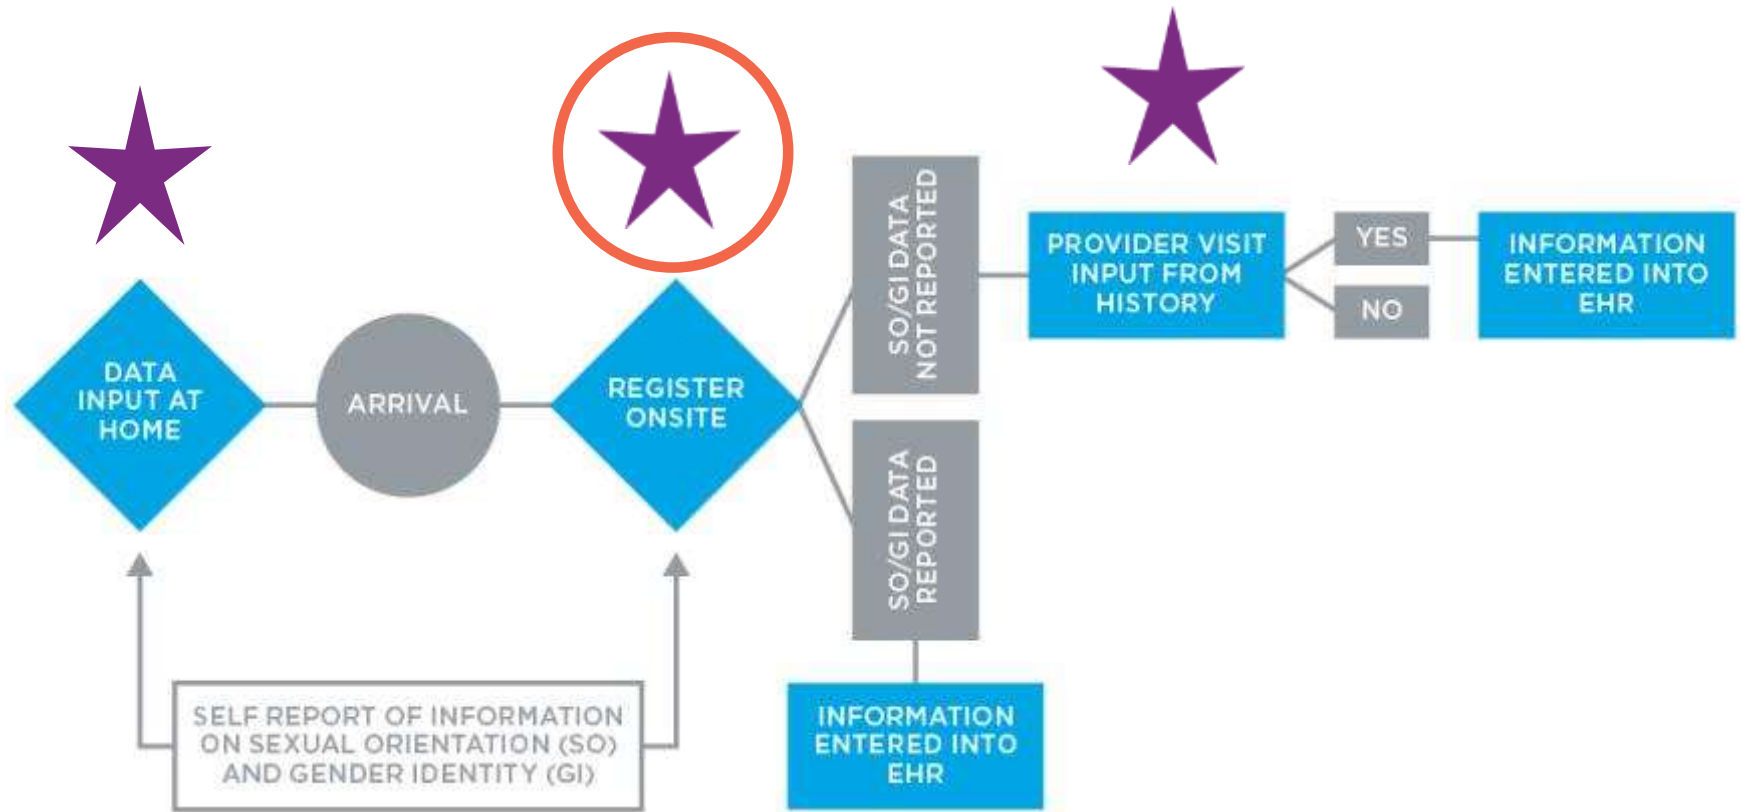 DATA
INPUT AT
HOME
ARRIVAL
REGISTER
ONSITE
SO/GI DATA
NOT REPORTED
SO/GI DATA
REPORTED
PROVIDER VISIT
INPUT FROM
HISTORY
YES
NO
INFORMATION
ENTERED INTO
EHR
SELF REPORT OF INFORMATION
ON SEXUAL ORIENTATION (SO)
AND GENDER IDENTITY (GI)
INFORMATION
ENTERED INTO
EHR